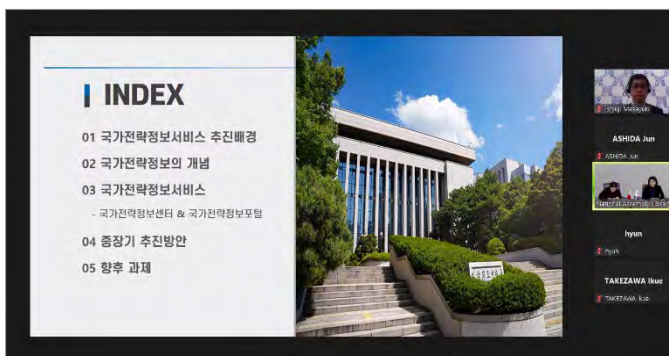 INDEX
01 국가전략정보서비스 추진배경
02 국가전략정보의 개념
03 국가전략정보서비스
- 국가전략정보센터 & 국가전략정보포털
04 중장기 추진방안
05 향후 과제
ASHIDA Jun
ASHIDA Jun
National Assembly Librar
hyun
hyun
TAKEZAWA Ikue
TAKEZAWA Ikue